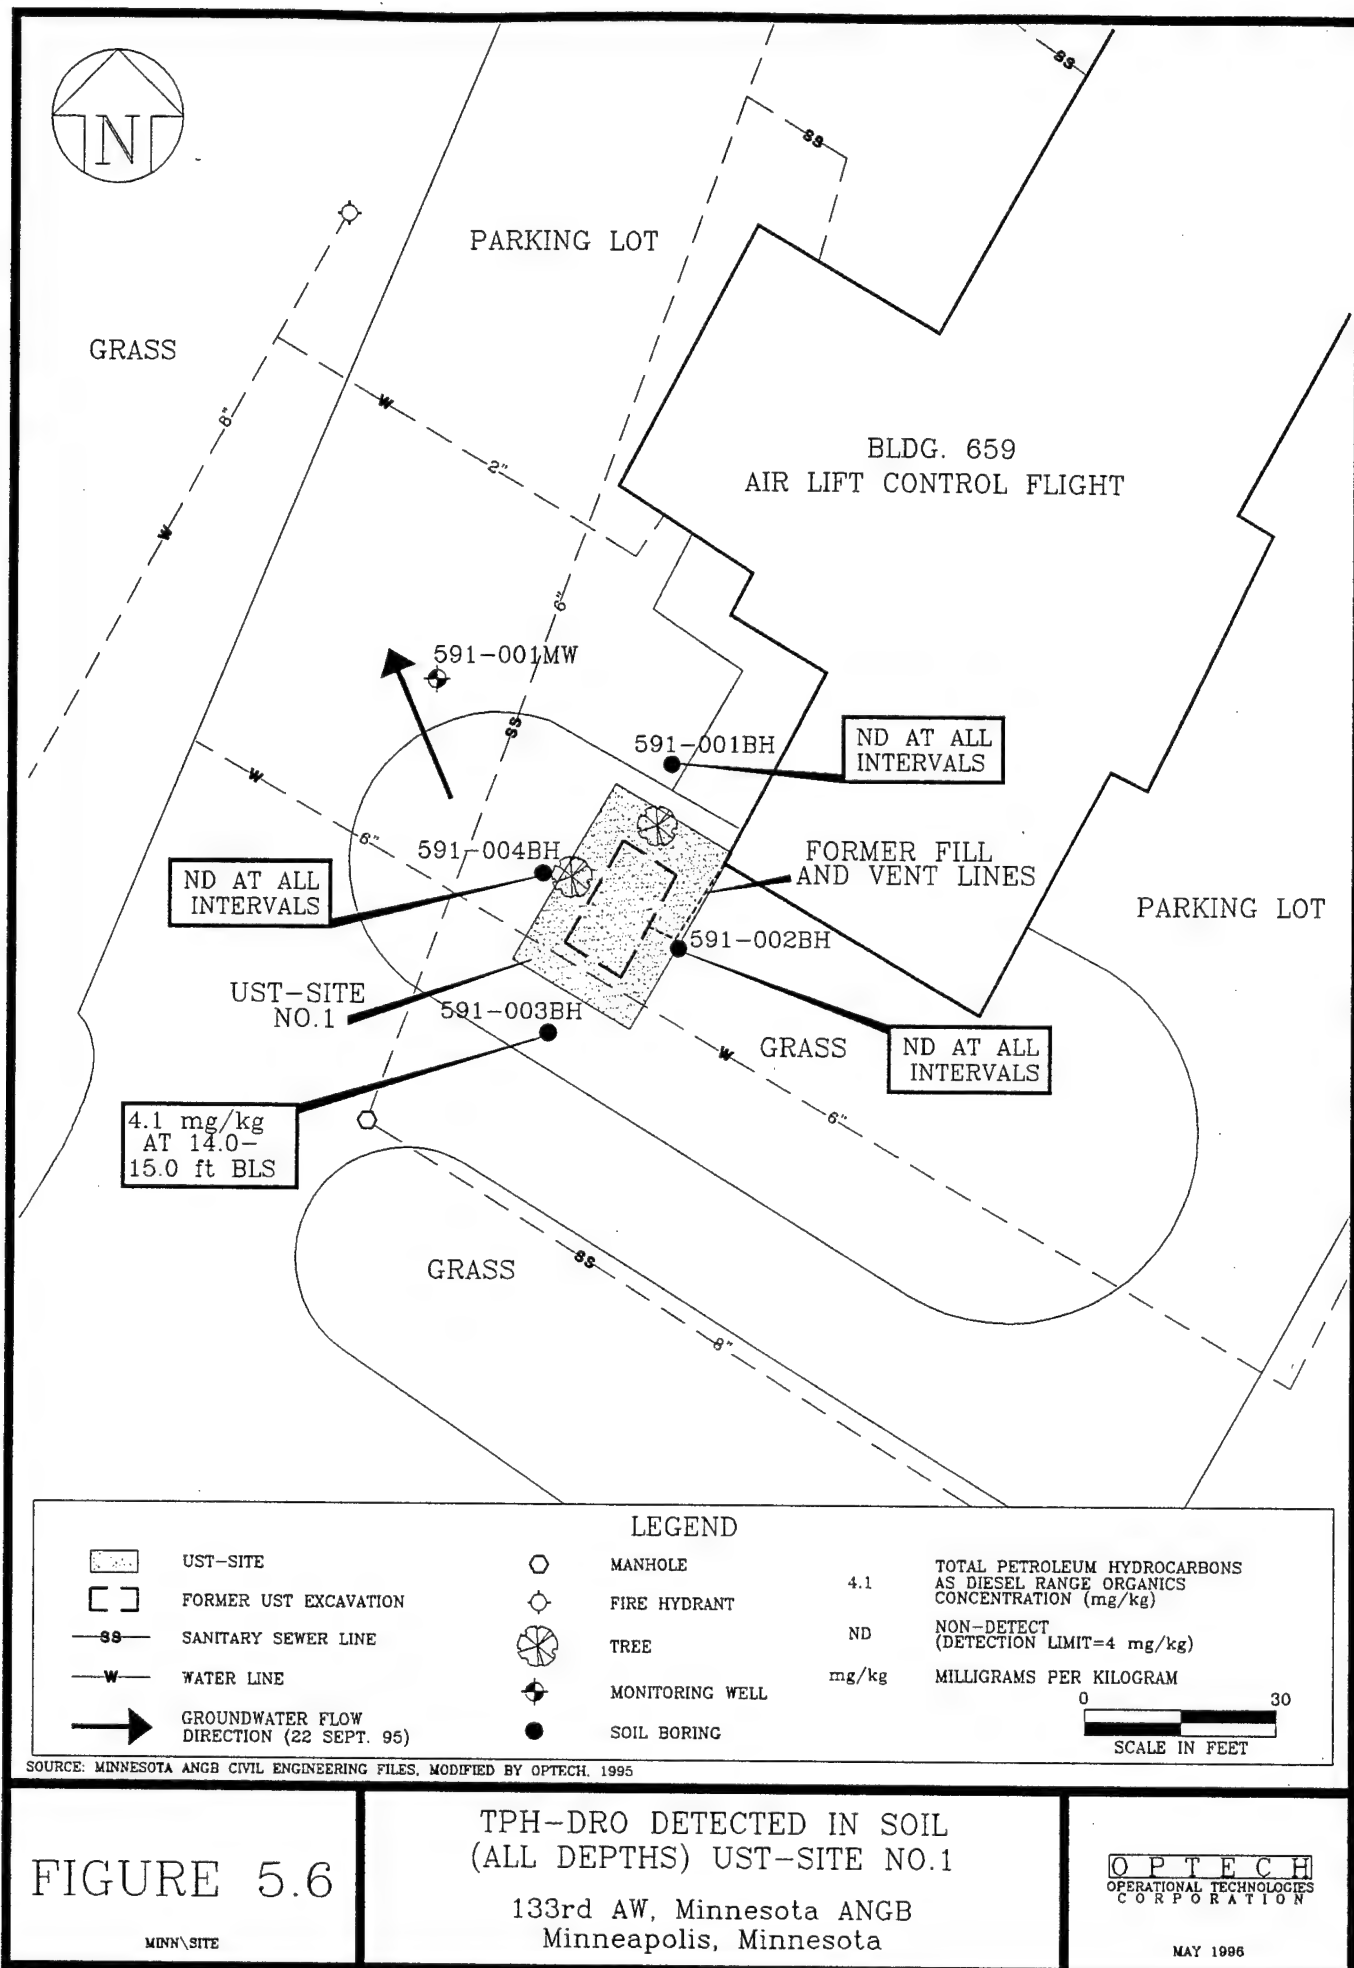 N
SS
SS
PARKING LOT
GRASS
8"
W
2"
W
BLDG. 659
AIR LIFT CONTROL FLIGHT
6"
591-001MW
SS
591-001BH
ND AT ALL
INTERVALS
W
6"
591-004BH
FORMER FILL
AND VENT LINES
ND AT ALL
INTERVALS
PARKING LOT
591-002BH
UST-SITE
NO.1
591-003BH
GRASS
W
ND AT ALL
INTERVALS
4.1 mg/kg
AT 14.0-
15.0 ft BLS
6"
GRASS
SS
8"
LEGEND
UST-SITE
FORMER UST EXCAVATION
SS
SANITARY SEWER LINE
W
WATER LINE
GROUNDWATER FLOW
DIRECTION (22 SEPT. 95)
MANHOLE
FIRE HYDRANT
TREE
MONITORING WELL
SOIL BORING
4.1
TOTAL PETROLEUM HYDROCARBONS
AS DIESEL RANGE ORGANICS
CONCENTRATION (mg/kg)
ND
NON-DETECT
(DETECTION LIMIT=4 mg/kg)
mg/kg
MILLIGRAMS PER KILOGRAM
0 30
SCALE IN FEET
SOURCE: MINNESOTA ANGB CIVIL ENGINEERING FILES, MODIFIED BY OPTECH, 1995
FIGURE 5.6
MINN\SITE
TPH-DRO DETECTED IN SOIL
(ALL DEPTHS) UST-SITE NO.1
133rd AW, Minnesota ANGB
Minneapolis, Minnesota
OPTECH
OPERATIONAL TECHNOLOGIES
CORPORATION
MAY 1996